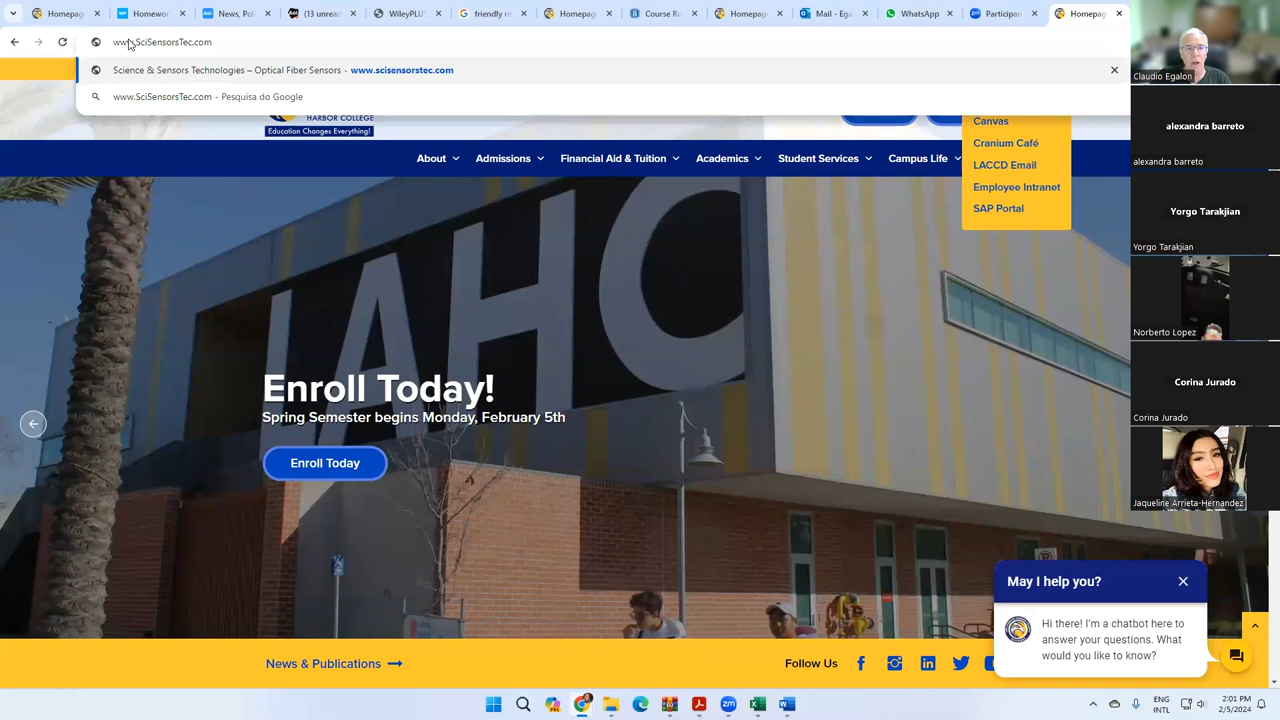 Homepag
Homewor
News, Pol
(13 unread
WileyPLUS
friendly re
Homepag
Course Ro
Homepag
Mail - Ega
WhatsApp
Participan
Homepag
www.SciSensorsTec.com
Science & Sensors Technologies – Optical Fiber Sensors - www.scisensorstec.com
www.SciSensorsTec.com - Pesquisa do Google
HARBOR COLLEGE
Education Changes Everything!
Canvas
Cranium Café
LACCD Email
Employee Intranet
SAP Portal
About
Admissions
Financial Aid & Tuition
Academics
Student Services
Campus Life
LAHC
Enroll Today!
Spring Semester begins Monday, February 5th
Enroll Today
May I help you?
Hi there! I'm a chatbot here to
answer your questions. What
would you like to know?
News & Publications
Follow Us
Claudio Egalon
alexandra barreto
alexandra barreto
Yorgo Tarakjian
Yorgo Tarakjian
Norberto Lopez
Corina Jurado
Corina Jurado
Jaqueline Arrieta-Hernandez
ENG
INTL
2:01 PM
2/5/2024